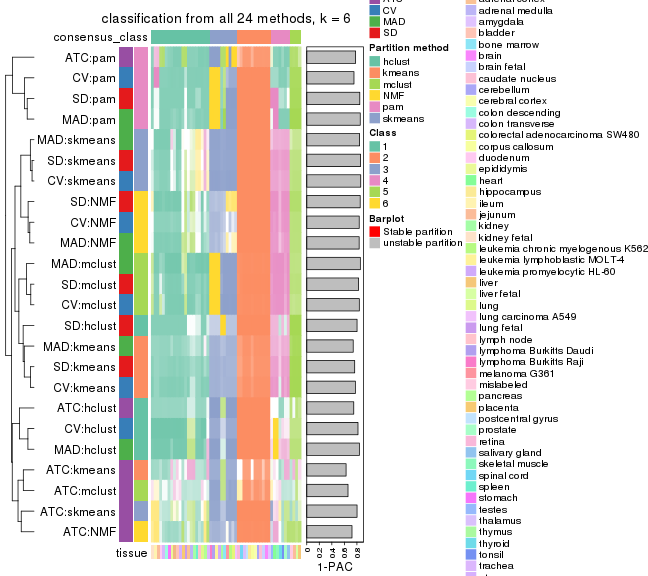 classification from all 24 methods, k = 6
consensus_class
ATC:pam
CV:pam
SD:pam
MAD:pam
MAD:skmeans
SD:skmeans
CV:skmeans
SD:NMF
CV:NMF
MAD:NMF
MAD:mclust
SD:mclust
CV:mclust
SD:hclust
MAD:kmeans
SD:kmeans
CV:kmeans
ATC:hclust
CV:hclust
MAD:hclust
ATC:kmeans
ATC:mclust
ATC:skmeans
ATC:NMF
tissue
0
0.2
0.4
0.6
0.8
1-PAC
CV
MAD
SD
Partition method
hclust
kmeans
mclust
NMF
pam
skmeans
Class
1
2
3
4
5
6
Barplot
Stable partition
unstable partition
adrenal medulla
amygdala
bladder
bone marrow
brain
brain fetal
caudate nucleus
cerebellum
cerebral cortex
colon descending
colon transverse
colorectal adenocarcinoma SW480
corpus callosum
duodenum
epididymis
heart
hippocampus
ileum
jejunum
kidney
kidney fetal
leukemia chronic myelogenous K562
leukemia lymphoblastic MOLT-4
leukemia promyelocytic HL-60
liver
liver fetal
lung
lung carcinoma A549
lung fetal
lymph node
lymphoma Burkitts Daudi
lymphoma Burkitts Raji
melanoma G361
mislabeled
pancreas
placenta
postcentral gyrus
prostate
retina
salivary gland
skeletal muscle
spinal cord
spleen
stomach
testes
thalamus
thymus
thyroid
tonsil
trachea